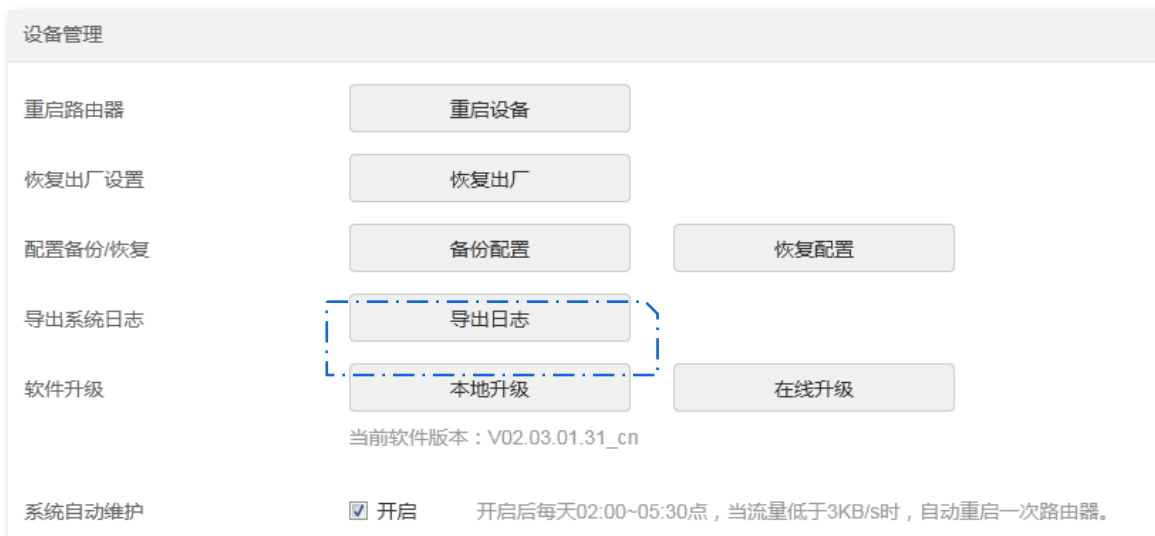 设备管理
重启路由器 重启设备
恢复出厂设置 恢复出厂
配置备份/恢复 备份配置 恢复配置
导出系统日志 导出日志
软件升级 本地升级 在线升级
当前软件版本：V02.03.01.31_cn
系统自动维护 开启 开启后每天02:00~05:30点，当流量低于3KB/s时，自动重启一次路由器。